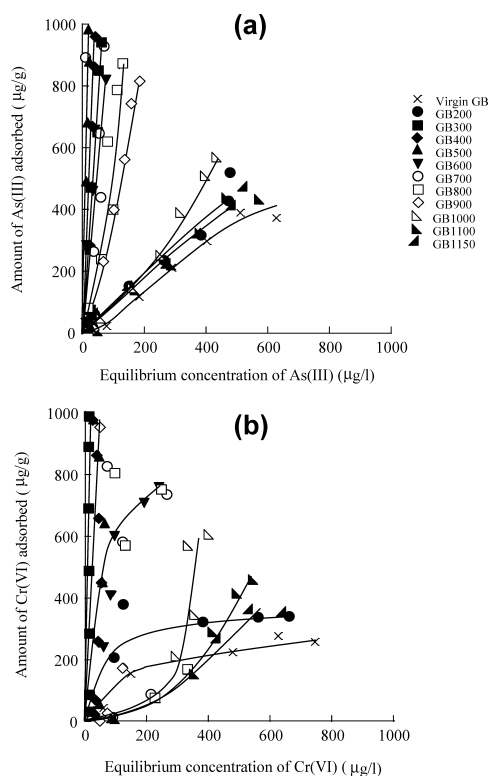 (a)
Amount of As(III) adsorbed ( μg/g)
1000
800
600
400
200
0
0
200
400
600
800
1000
Equilibrium concentration of As(III) (μg/l)
Virgin GB
GB200
GB300
GB400
GB500
GB600
GB700
GB800
GB900
GB1000
GB1100
GB1150
(b)
Amount of Cr(VI) adsorbed ( μg/g)
1000
800
600
400
200
0
0
200
400
600
800
1000
Equilibrium concentration of Cr(VI) (μg/l)